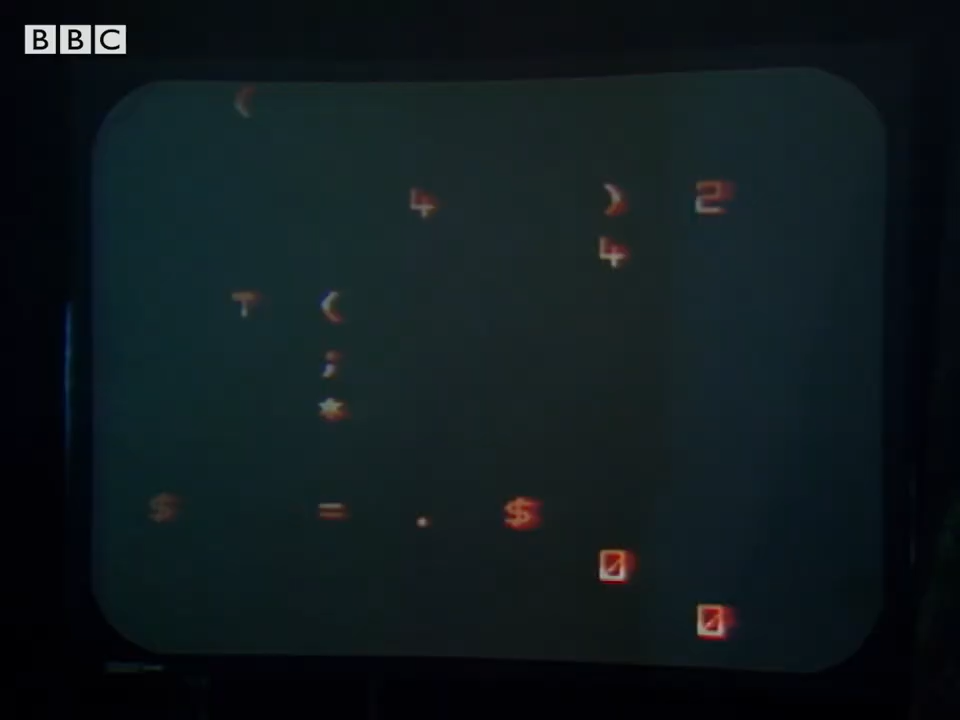 BBC
(
4 ) 2
4
T (
;
*
$ = . $
0
0